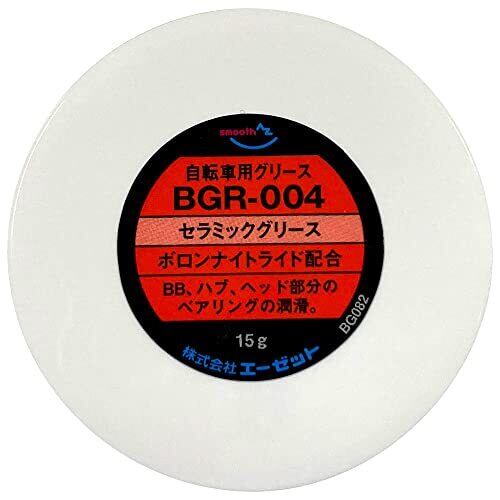 smooth AZ
自転車用グリース
BGR-004
セラミックグリース
ボロンナイトライド配合
BB、ハブ、ヘッド部分の
ベアリングの潤滑。
15g
BG082
株式会社エーゼット